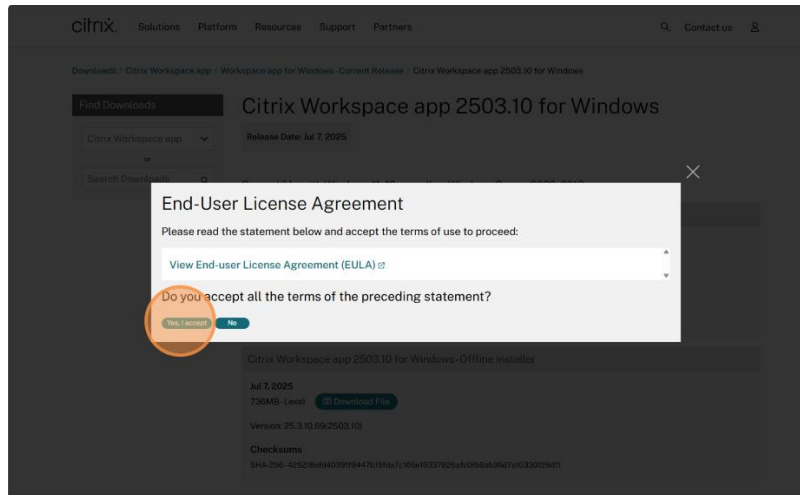 citrix.
Solutions Platform Resources Support Partners
Contact us
Downloads / Citrix Workspace app / Workspace app for Windows-Current Release / Citrix Workspace app 2503.10 for Windows
Find Downloads
Citrix Workspace app
or
Search Downloads
Citrix Workspace app 2503.10 for Windows
Release Date: Jul 7, 2025
End-User License Agreement
Please read the statement below and accept the terms of use to proceed:
View End-user License Agreement (EULA)
Do you accept all the terms of the preceding statement?
Yes, I accept No
Citrix Workspace app 2503.10 for Windows-Offline installer
Jul 7, 2025
736MB-(.exe) Download File
Version: 25.3.10.69(2503.10)
Checksums